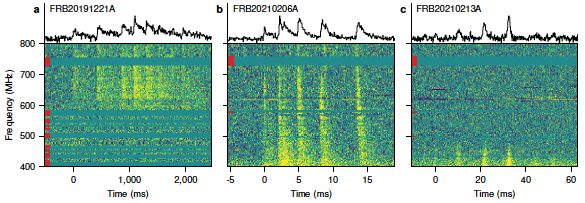 a FRB20191221A
b FRB20210206A
c FRB20210213A
Frequency (MHz)
800
700
600
500
400
0 1,000 2,000
-5 0 5 10 15
0 20 40 60
Time (ms)
Time (ms)
Time (ms)